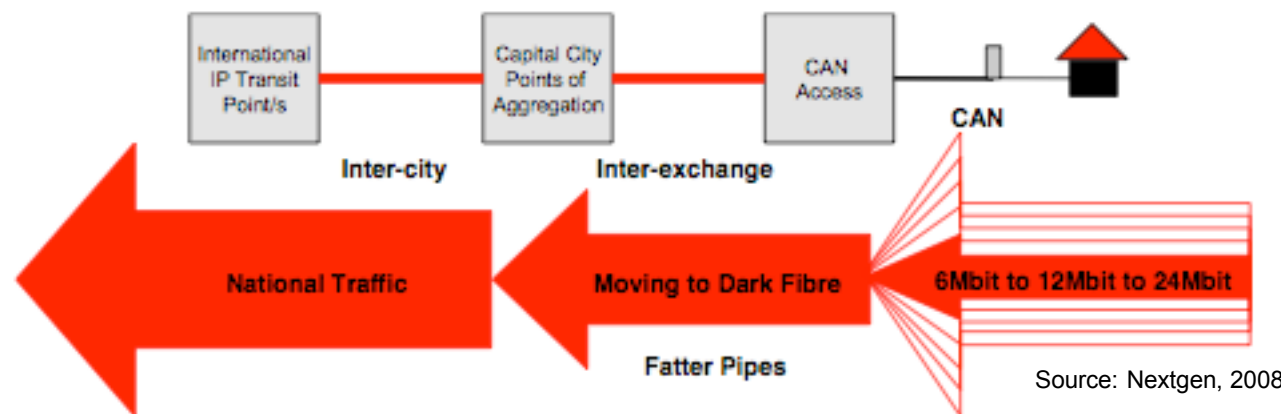 International
IP Transit
Point/s
Capital City
Points of
Aggregation
CAN
Access
CAN
Inter-city
Inter-exchange
National Traffic
Moving to Dark Fibre
6Mbit to 12Mbit to 24Mbit
Fatter Pipes
Source: Nextgen, 2008